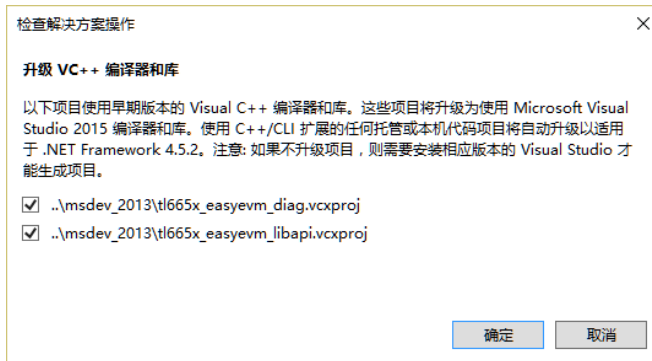 检查解决方案操作
升级 VC++ 编译器和库
以下项目使用早期版本的 Visual C++ 编译器和库。这些项目将升级为使用 Microsoft Visual
Studio 2015 编译器和库。使用 C++/CLI 扩展的任何托管或本机代码项目将自动升级以适用
于 .NET Framework 4.5.2。注意: 如果不升级项目，则需要安装相应版本的 Visual Studio 才
能生成项目。
..\msdev_2013\tl665x_easyevm_diag.vcxproj
..\msdev_2013\tl665x_easyevm_libapi.vcxproj
确定 取消